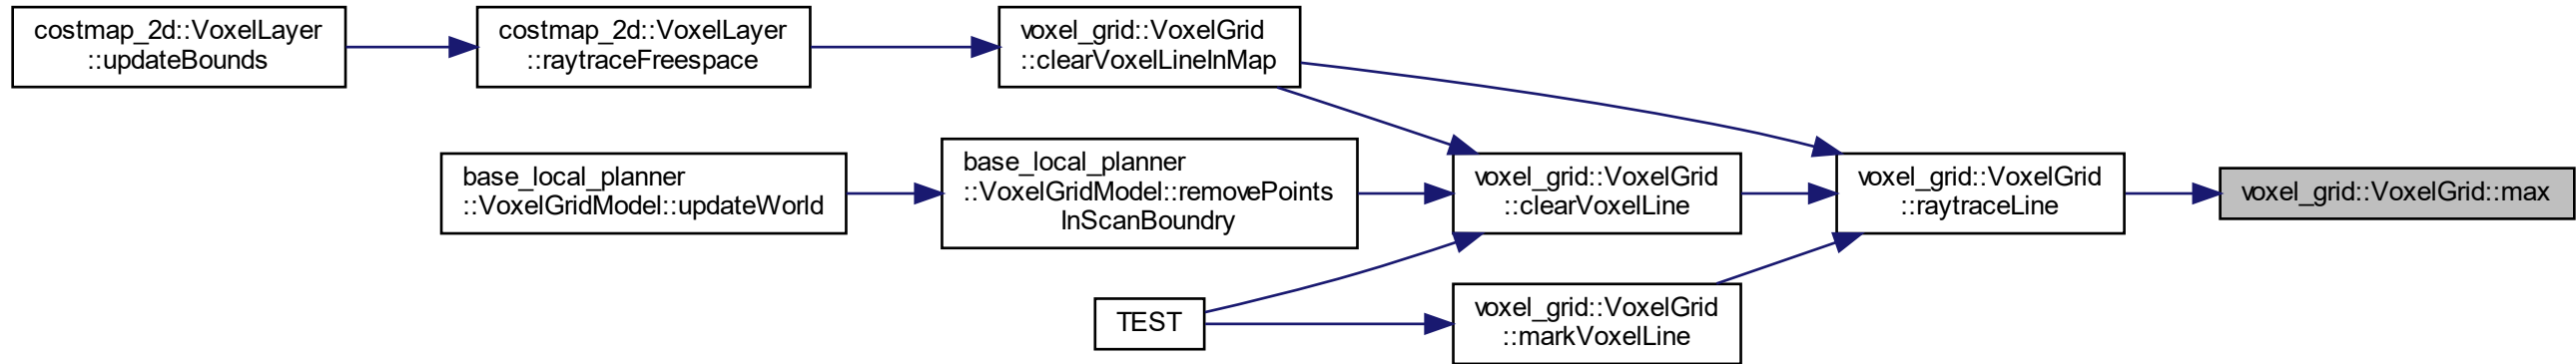 costmap_2d::VoxelLayer
::updateBounds
costmap_2d::VoxelLayer
::raytraceFreespace
voxel_grid::VoxelGrid
::clearVoxelLineInMap
base_local_planner
::VoxelGridModel::updateWorld
base_local_planner
::VoxelGridModel::removePoints
InScanBoundry
voxel_grid::VoxelGrid
::clearVoxelLine
voxel_grid::VoxelGrid
::raytraceLine
voxel_grid::VoxelGrid::max
TEST
voxel_grid::VoxelGrid
::markVoxelLine